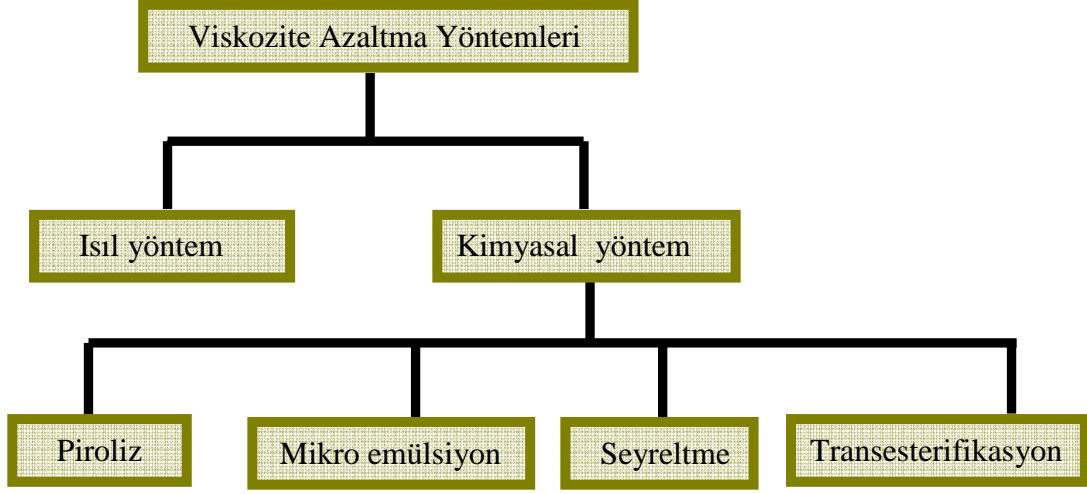 Viskozite Azaltma Yöntemleri
Isıl yöntem
Kimyasal yöntem
Piroliz
Mikro emülsiyon
Seyreltme
Transesterifikasyon